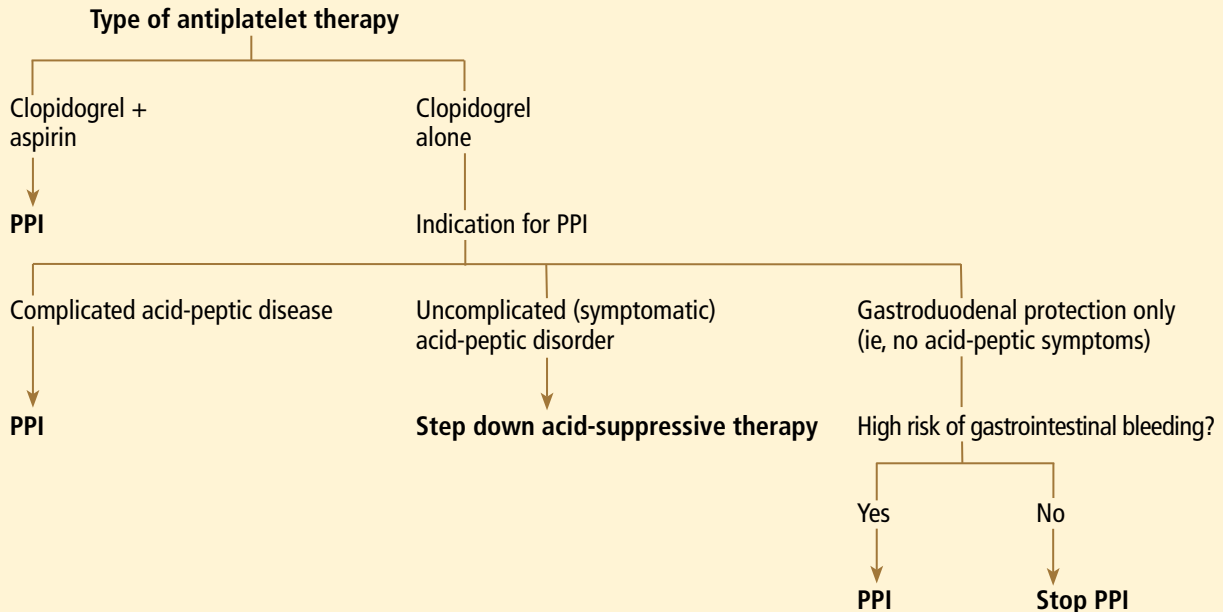 Type of antiplatelet therapy
Clopidogrel +
aspirin
Clopidogrel
alone
PPI
Indication for PPI
Complicated acid-peptic disease
Uncomplicated (symptomatic)
acid-peptic disorder
Gastroduodenal protection only
(ie, no acid-peptic symptoms)
PPI
Step down acid-suppressive therapy
High risk of gastrointestinal bleeding?
Yes
No
PPI
Stop PPI